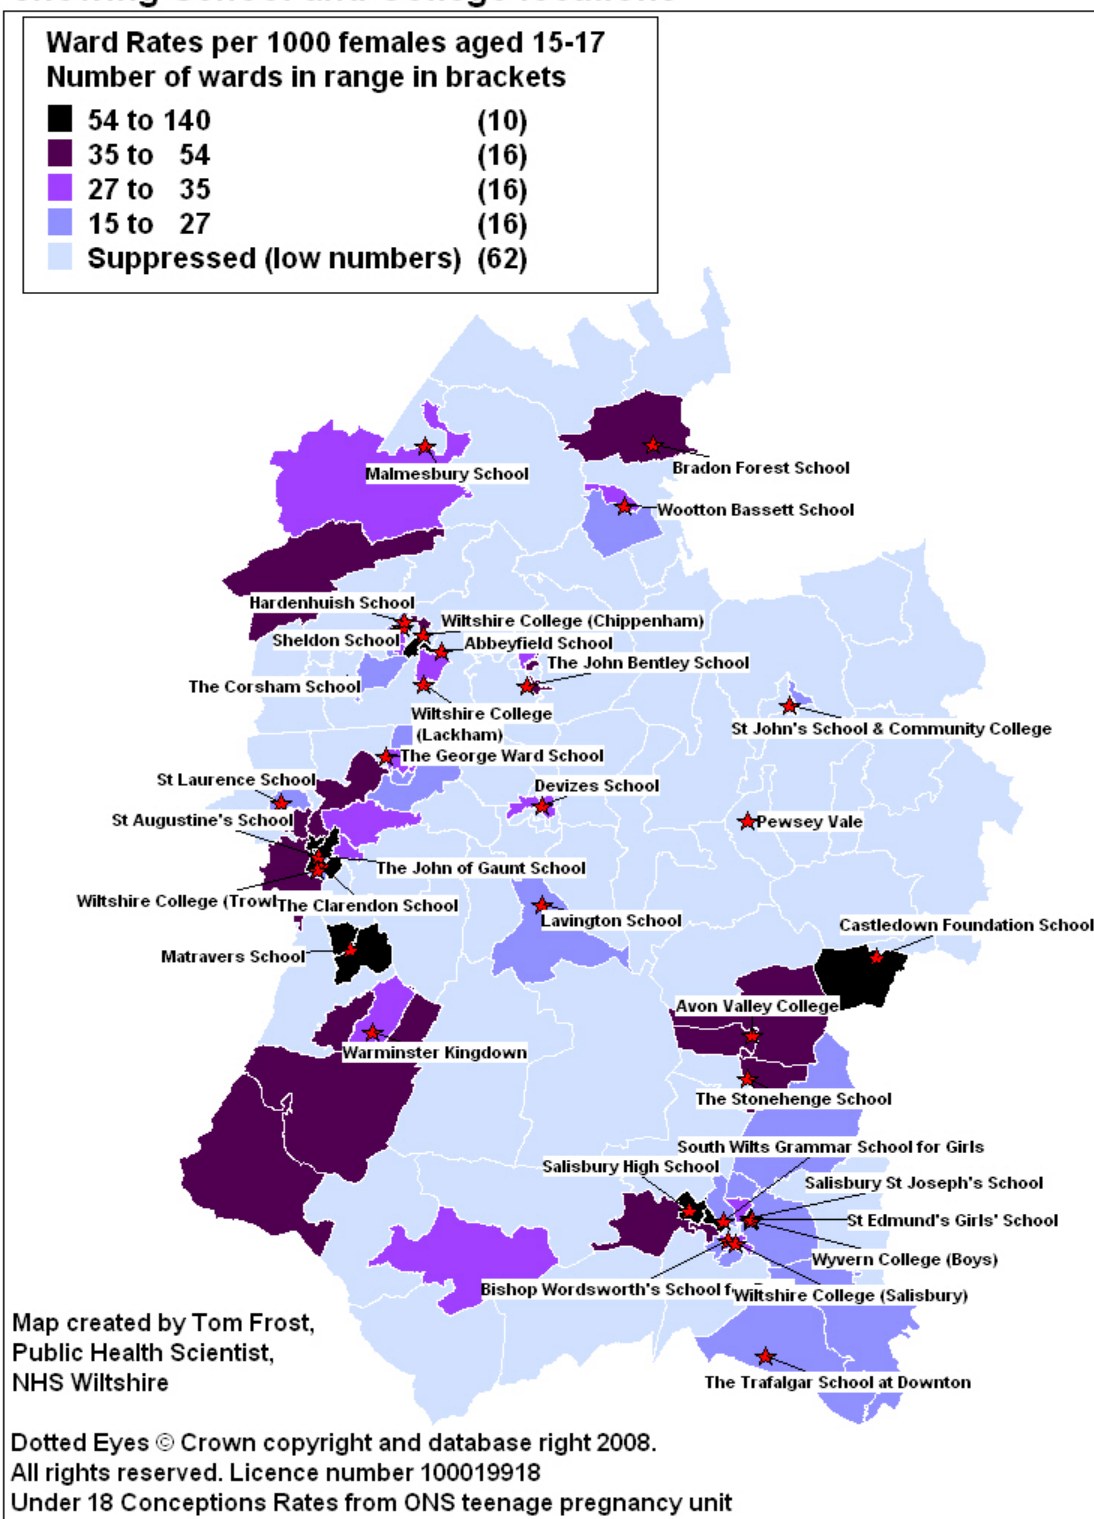 Ward Rates per 1000 females aged 15-17
Number of wards in range in brackets
54 to 140 (10)
35 to 54 (16)
27 to 35 (16)
15 to 27 (16)
Suppressed (low numbers) (62)
Malmesbury School
Bradon Forest School
Wootton Bassett School
Hardenhuish School
Wiltshire College (Chippenham)
Sheldon School
Abbeyfield School
The John Bentley School
The Corsham School
Wiltshire College
(Lackham)
St John's School & Community College
The George Ward School
St Laurence School
Devizes School
St Augustine's School
Pewsey Vale
The John of Gaunt School
Wiltshire College (Trow
The Clarendon School
Lavington School
Castledown Foundation School
Matravers School
Avon Valley College
Warminster Kingdown
The Stonehenge School
South Wilts Grammar School for Girls
Salisbury High School
Salisbury St Joseph's School
St Edmund's Girls' School
Wyvern College (Boys)
Bishop Wordsworth's School f
Wiltshire College (Salisbury)
Map created by Tom Frost,
Public Health Scientist,
NHS Wiltshire
The Trafalgar School at Downton
Dotted Eyes © Crown copyright and database right 2008.
All rights reserved. Licence number 100019918
Under 18 Conceptions Rates from ONS teenage pregnancy unit